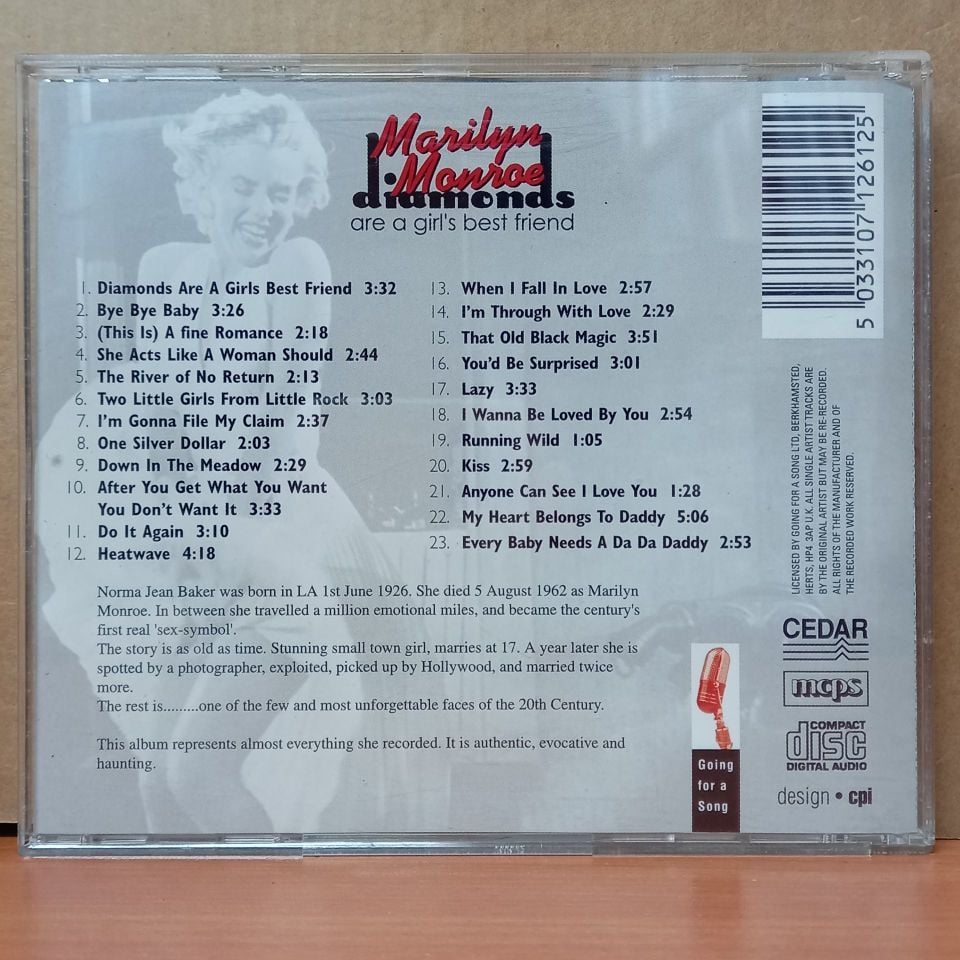 Marilyn
Monroe
diamonds
are a girl's best friend
1. Diamonds Are A Girls Best Friend 3:32
2. Bye Bye Baby 3:26
3. (This Is) A fine Romance 2:18
4. She Acts Like A Woman Should 2:44
5. The River of No Return 2:13
6. Two Little Girls From Little Rock 3:03
7. I'm Gonna File My Claim 2:37
8. One Silver Dollar 2:03
9. Down In The Meadow 2:29
10. After You Get What You Want
You Don't Want It 3:33
11. Do It Again 3:10
12. Heatwave 4:18
13. When I Fall In Love 2:57
14. I'm Through With Love 2:29
15. That Old Black Magic 3:51
16. You'd Be Surprised 3:01
17. Lazy 3:33
18. I Wanna Be Loved By You 2:54
19. Running Wild 1:05
20. Kiss 2:59
21. Anyone Can See I Love You 1:28
22. My Heart Belongs To Daddy 5:06
23. Every Baby Needs A Da Da Daddy 2:53
Norma Jean Baker was born in LA 1st June 1926. She died 5 August 1962 as Marilyn
Monroe. In between she travelled a million emotional miles, and became the century's
first real 'sex-symbol'.
The story is as old as time. Stunning small town girl, marries at 17. A year later she is
spotted by a photographer, exploited, picked up by Hollywood, and married twice
more.
The rest is.........one of the few and most unforgettable faces of the 20th Century.
This album represents almost everything she recorded. It is authentic, evocative and
haunting.
Going
for a
Song
5 033107 126125
LICENSED BY GOING FOR A SONG LTD, BERKHAMSTED,
HERTS, HP4 3AP U.K. ALL SINGLE ARTIST TRACKS ARE
BY THE ORIGINAL ARTIST BUT MAY BE RE-RECORDED.
ALL RIGHTS OF THE MANUFACTURER AND OF
THE RECORDED WORK RESERVED.
CEDAR
mcps
COMPACT
disc
DIGITAL AUDIO
design • cpi